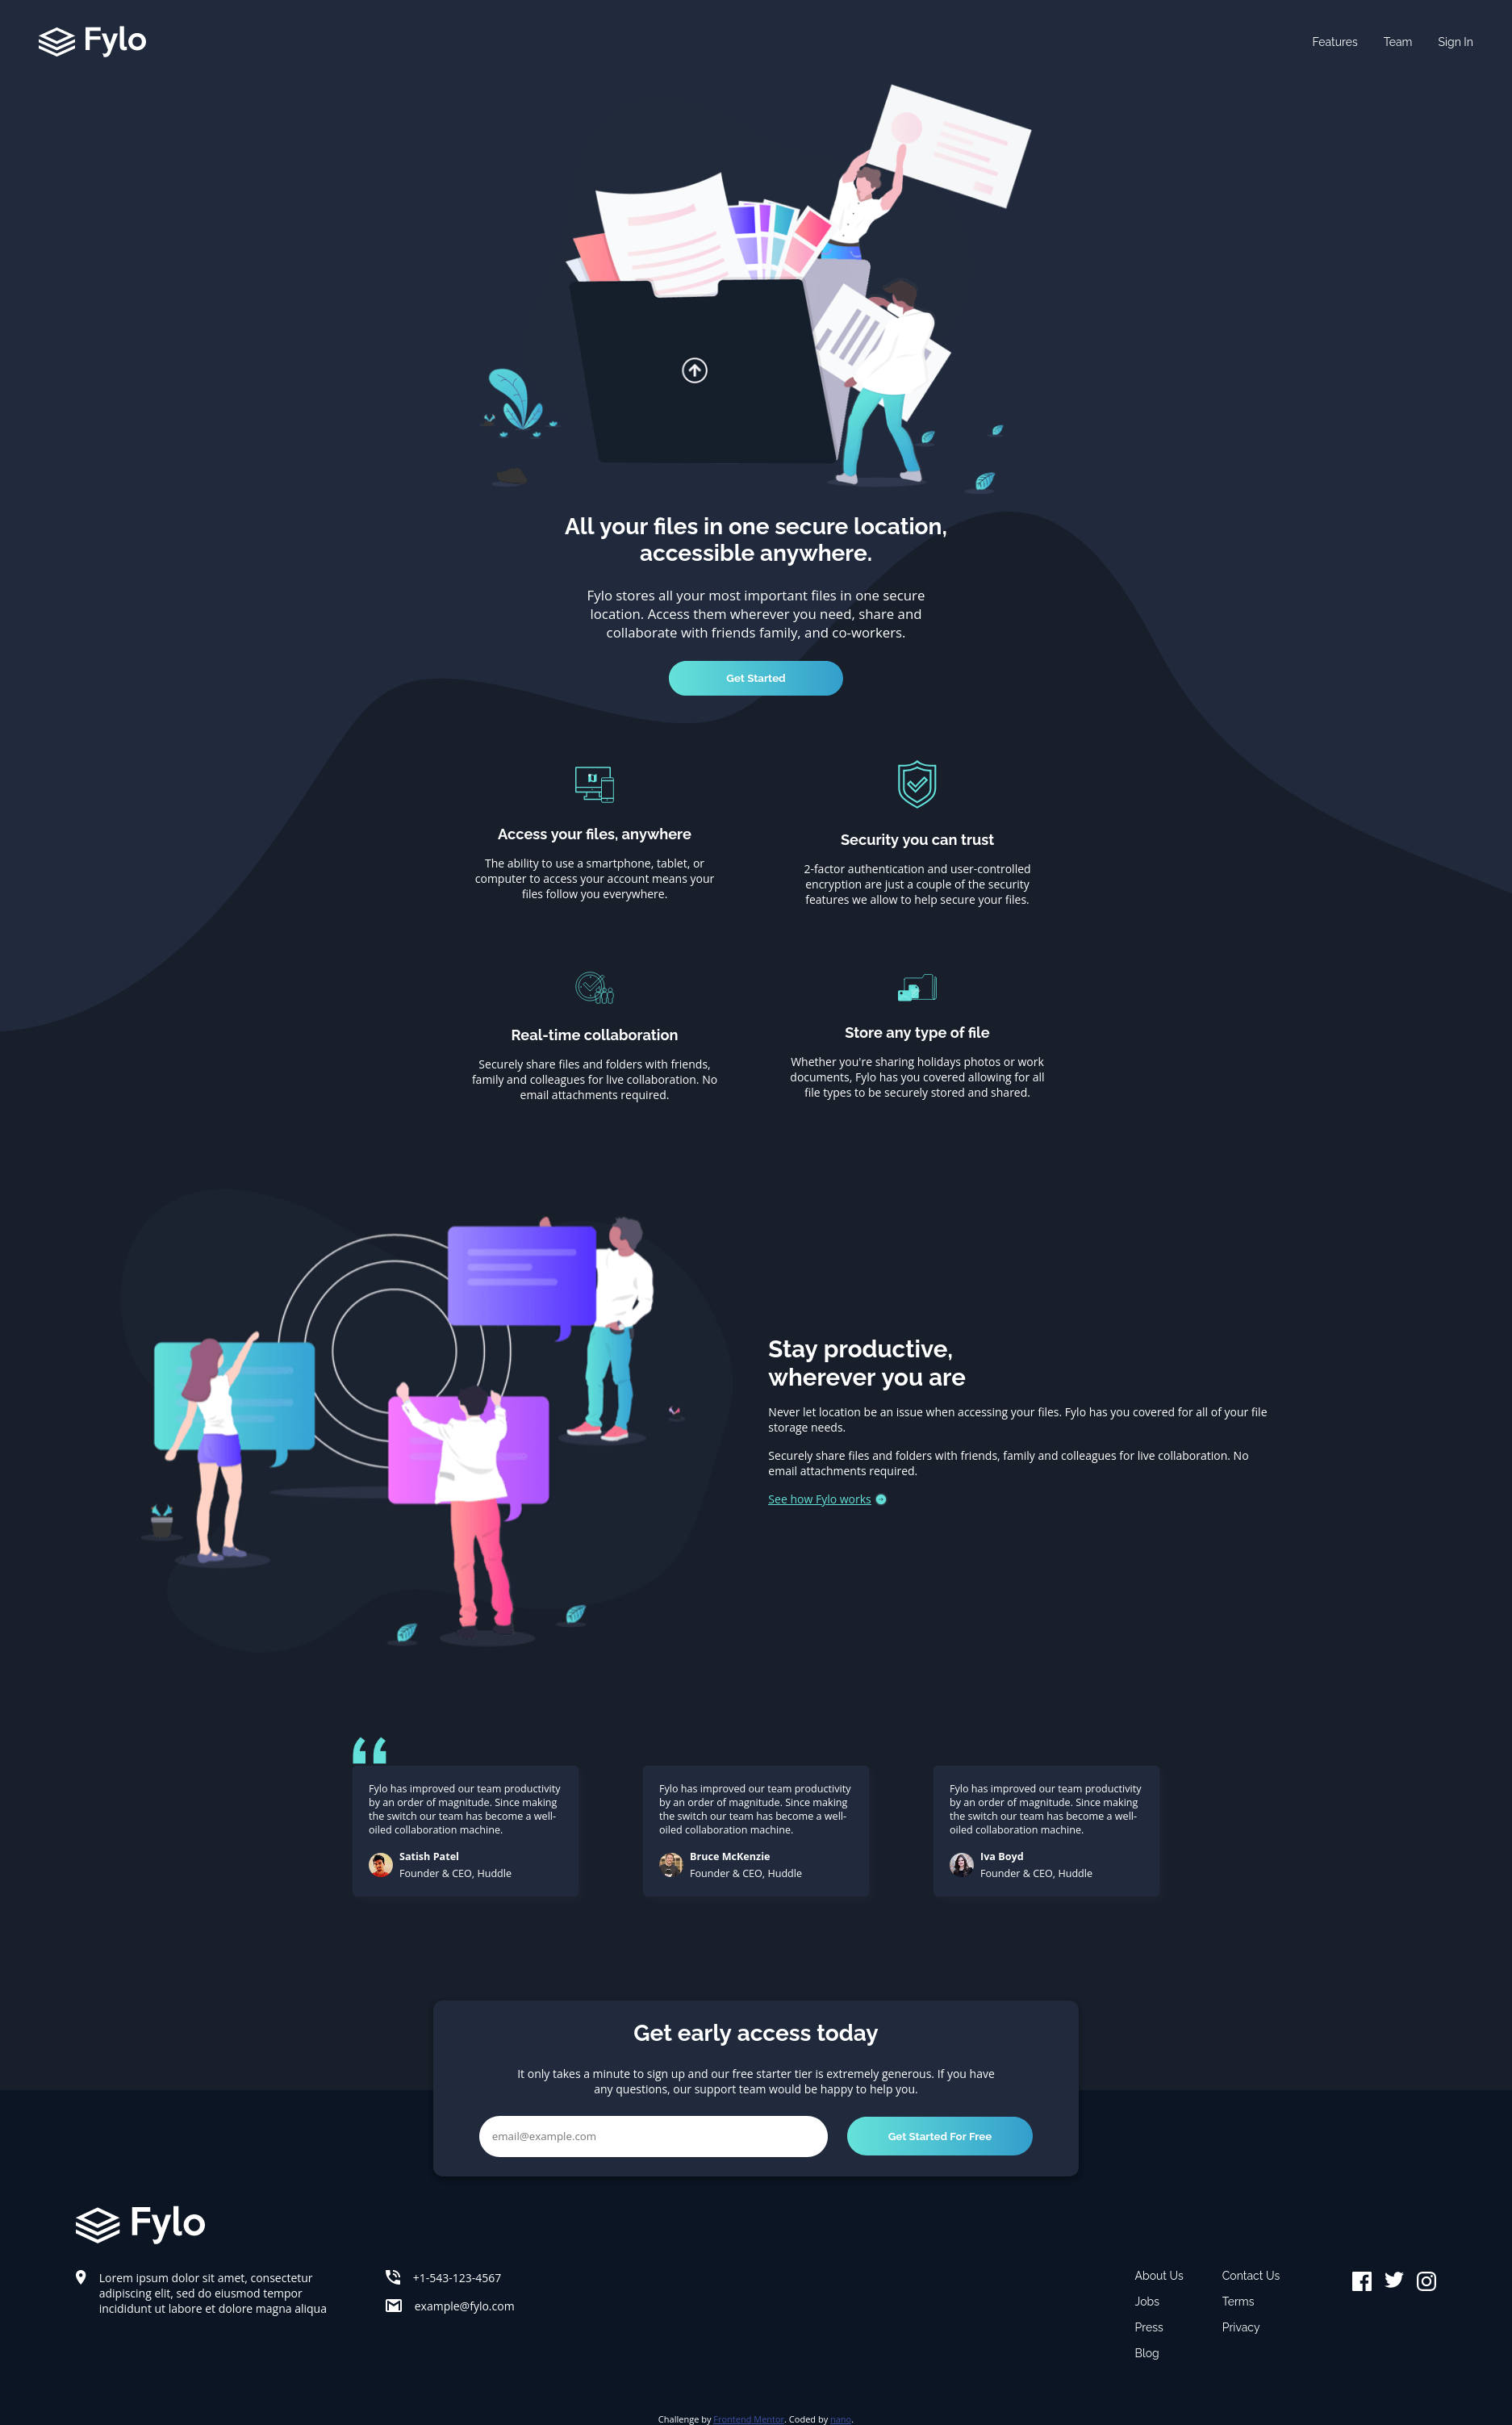 Fylo
Features
Team
Sign In
All your files in one secure location,
accessible anywhere.
Fylo stores all your most important files in one secure
location. Access them wherever you need, share and
collaborate with friends family, and co-workers.
Get Started
Access your files, anywhere
The ability to use a smartphone, tablet, or
computer to access your account means your
files follow you everywhere.
Security you can trust
2-factor authentication and user-controlled
encryption are just a couple of the security
features we allow to help secure your files.
Real-time collaboration
Securely share files and folders with friends,
family and colleagues for live collaboration. No
email attachments required.
Store any type of file
Whether you're sharing holidays photos or work
documents, Fylo has you covered allowing for all
file types to be securely stored and shared.
Stay productive,
wherever you are
Never let location be an issue when accessing your files. Fylo has you covered for all of your file
storage needs.
Securely share files and folders with friends, family and colleagues for live collaboration. No
email attachments required.
See how Fylo works
Fylo has improved our team productivity
by an order of magnitude. Since making
the switch our team has become a well-
oiled collaboration machine.
Satish Patel
Founder & CEO, Huddle
Fylo has improved our team productivity
by an order of magnitude. Since making
the switch our team has become a well-
oiled collaboration machine.
Bruce McKenzie
Founder & CEO, Huddle
Fylo has improved our team productivity
by an order of magnitude. Since making
the switch our team has become a well-
oiled collaboration machine.
Iva Boyd
Founder & CEO, Huddle
Get early access today
It only takes a minute to sign up and our free starter tier is extremely generous. If you have
any questions, our support team would be happy to help you.
email@example.com
Get Started For Free
Fylo
Lorem ipsum dolor sit amet, consectetur
adipiscing elit, sed do eiusmod tempor
incididunt ut labore et dolore magna aliqua
+1-543-123-4567
example@fylo.com
About Us
Jobs
Press
Blog
Contact Us
Terms
Privacy
Challenge by Frontend Mentor. Coded by nano.